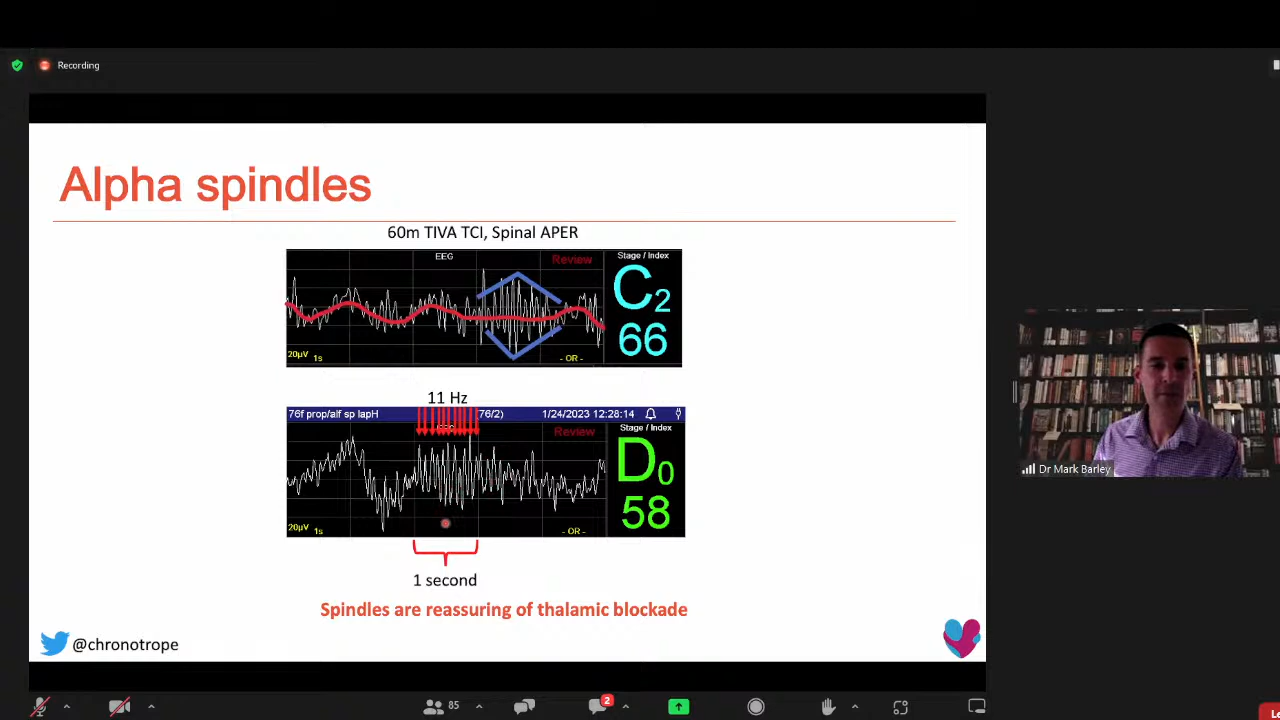 Recording
Alpha spindles
60m TIVA TCI, Spinal APER
EEG
Review
Stage / Index
C2
66
20µV 1s
- OR -
11 Hz
76f prop/alf sp lapH
76/2)
1/24/2023 12:28:14
Review
Stage / Index
D0
58
20µV 1s
- OR -
1 second
Spindles are reassuring of thalamic blockade
@chronotrope
Dr Mark Barley
85
2